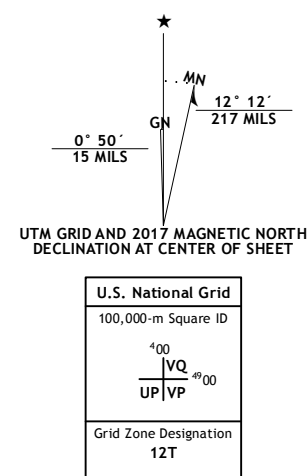 ★
MN
GN
12° 12´
217 MILS
0° 50´
15 MILS
UTM GRID AND 2017 MAGNETIC NORTH
DECLINATION AT CENTER OF SHEET
U.S. National Grid
100,000-m Square ID
⁴00
VQ
⁴⁹00
UP VP
Grid Zone Designation
12T